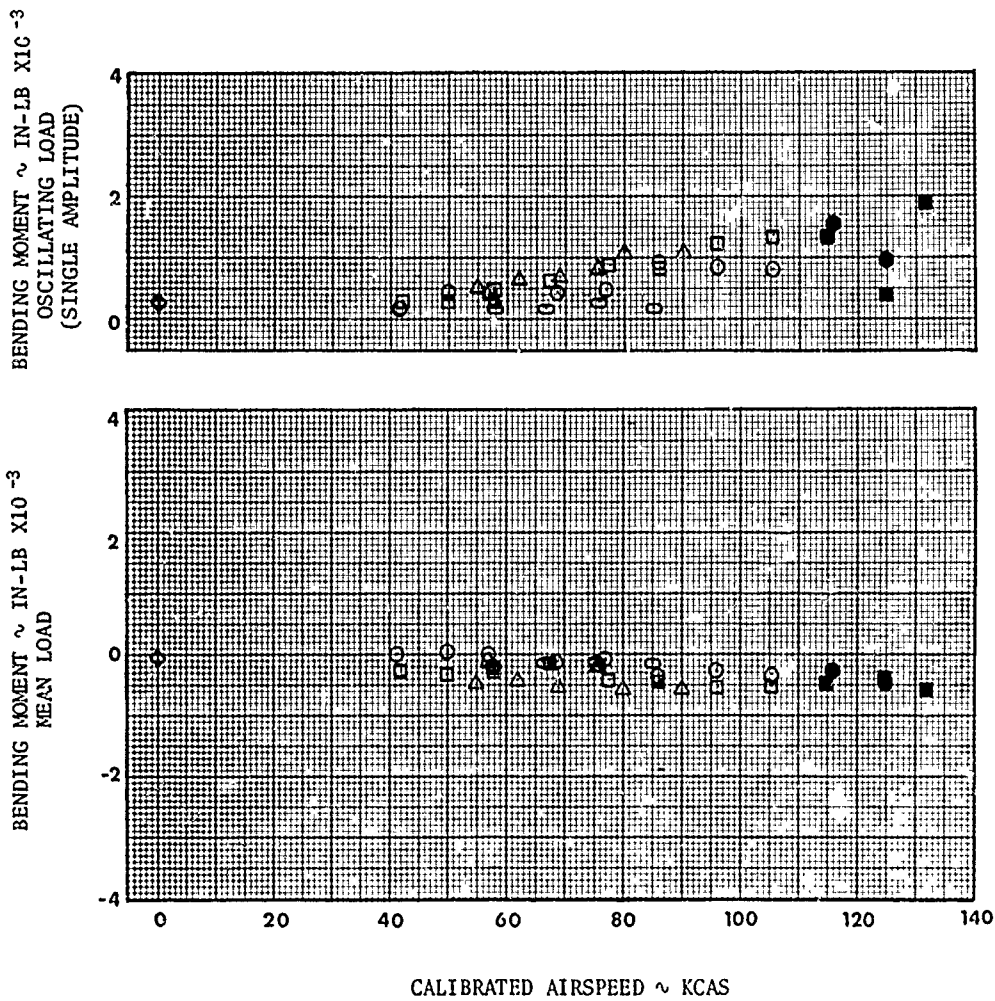 BENDING MOMENT ~ IN-LB X10 -3
OSCILLATING LOAD
(SINGLE AMPLITUDE)
4
2
0
BENDING MOMENT ~ IN-LB X10 -3
MEAN LOAD
4
2
0
-2
-4
0 20 40 60 80 100 120 140
CALIBRATED AIRSPEED ~ KCAS